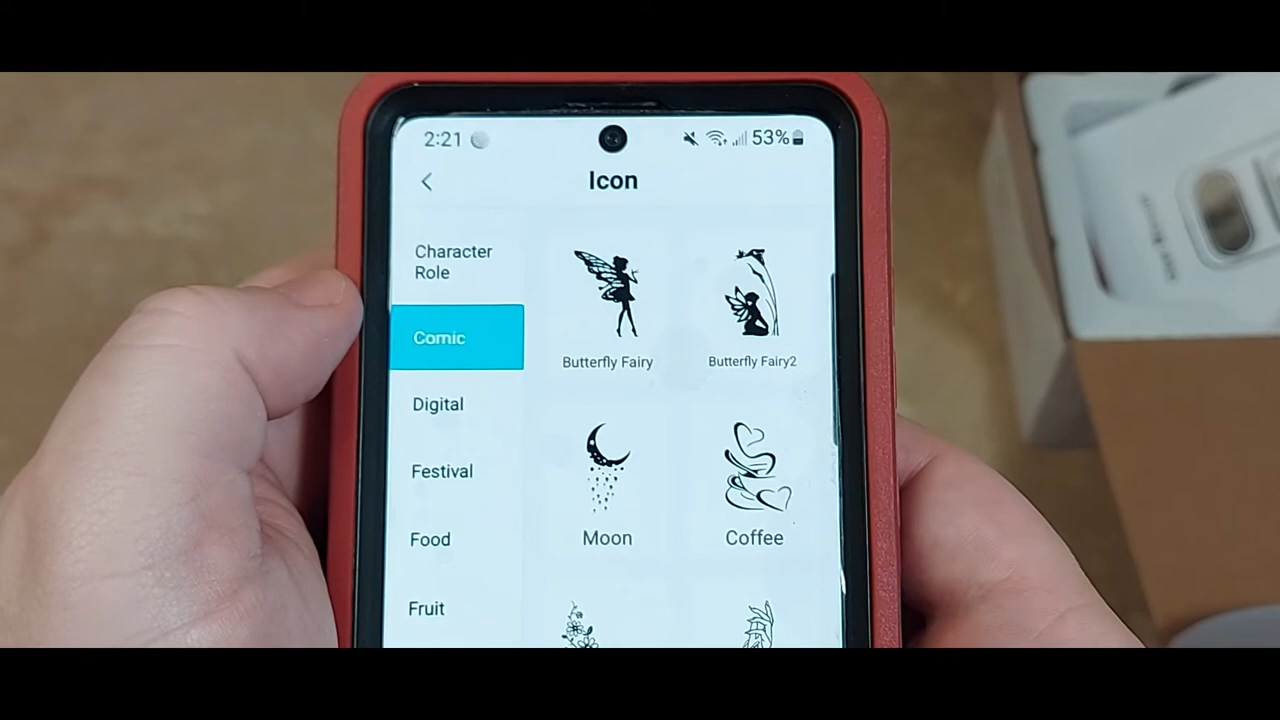 2:21
53%
Icon
Character
Role
Comic
Digital
Festival
Food
Fruit
Butterfly Fairy
Butterfly Fairy2
Moon
Coffee